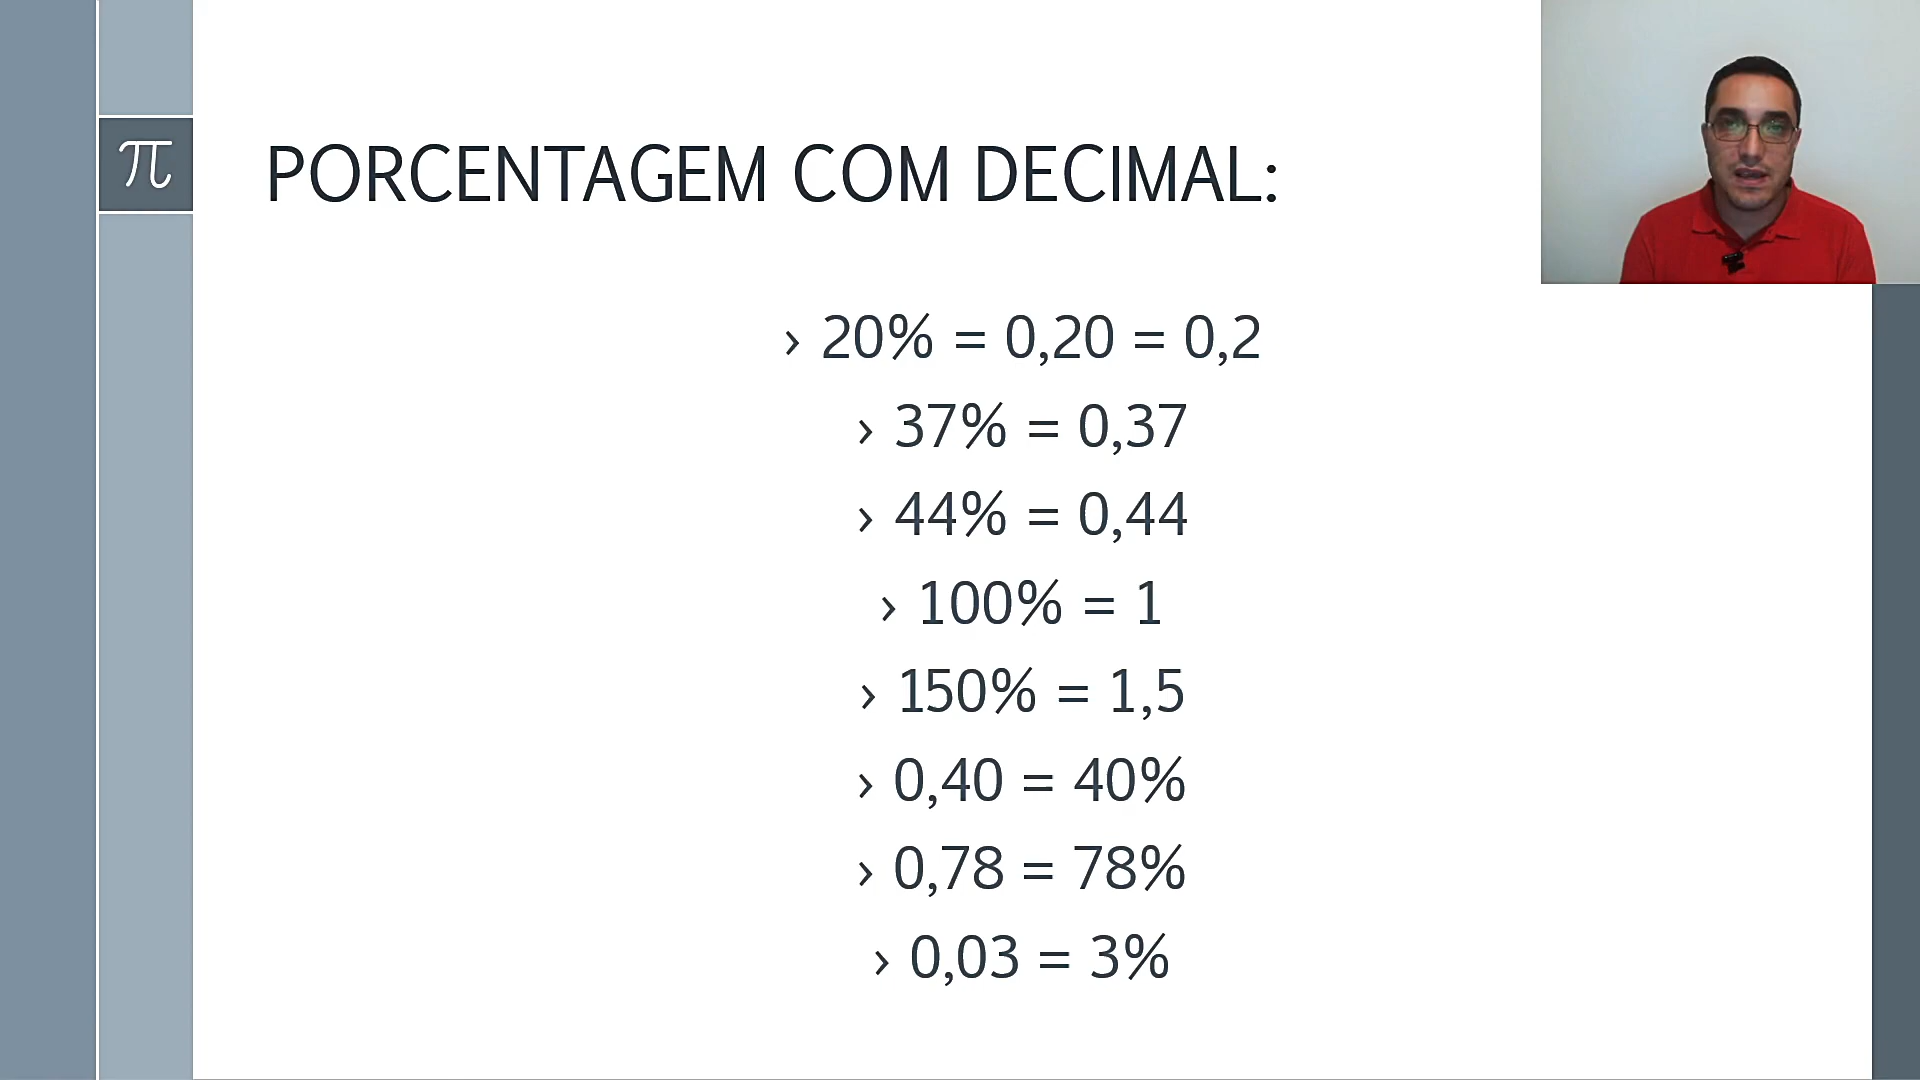 π
PORCENTAGEM COM DECIMAL:
› 20% = 0,20 = 0,2
› 37% = 0,37
› 44% = 0,44
› 100% = 1
› 150% = 1,5
› 0,40 = 40%
› 0,78 = 78%
› 0,03 = 3%